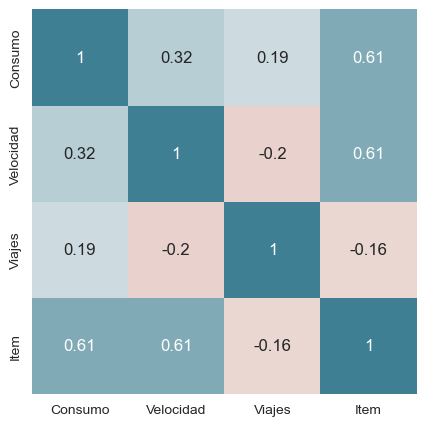 Consumo 1 0.32 0.19 0.61
Velocidad 0.32 1 -0.2 0.61
Viajes 0.19 -0.2 1 -0.16
Item 0.61 0.61 -0.16 1
Consumo Velocidad Viajes Item